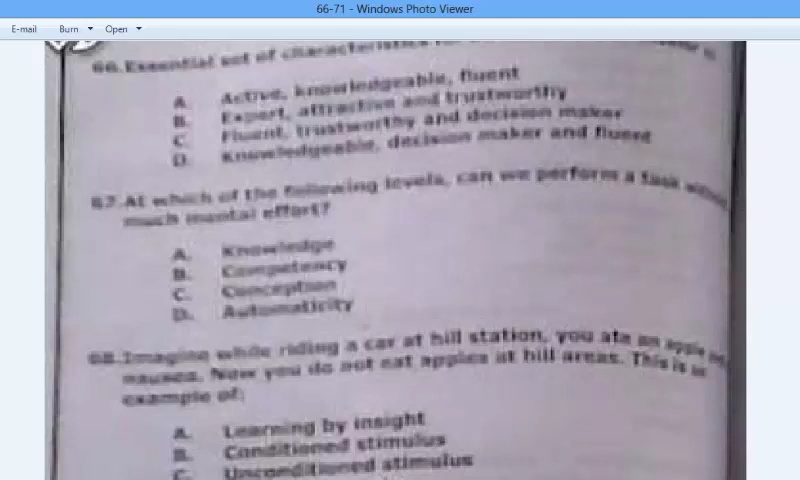 66-71 - Windows Photo Viewer
E-mail Burn Open
66.Essential set of characteristics
A. Active, knowledgeable, fluent
B. Expert, attractive and trustworthy
C. Fluent, trustworthy and decision maker
D. Knowledgeable, decision maker and fluent
67.At which of the following levels, can we perform a task
much mental effort?
A. Knowledge
B. Competency
C. Conception
D. Automaticity
68.Imagine while riding a car at hill station, you ate an apple
nausea. Now you do not eat apples at hill areas. This is
example of:
A. Learning by insight
B. Conditioned stimulus
C. Unconditioned stimulus